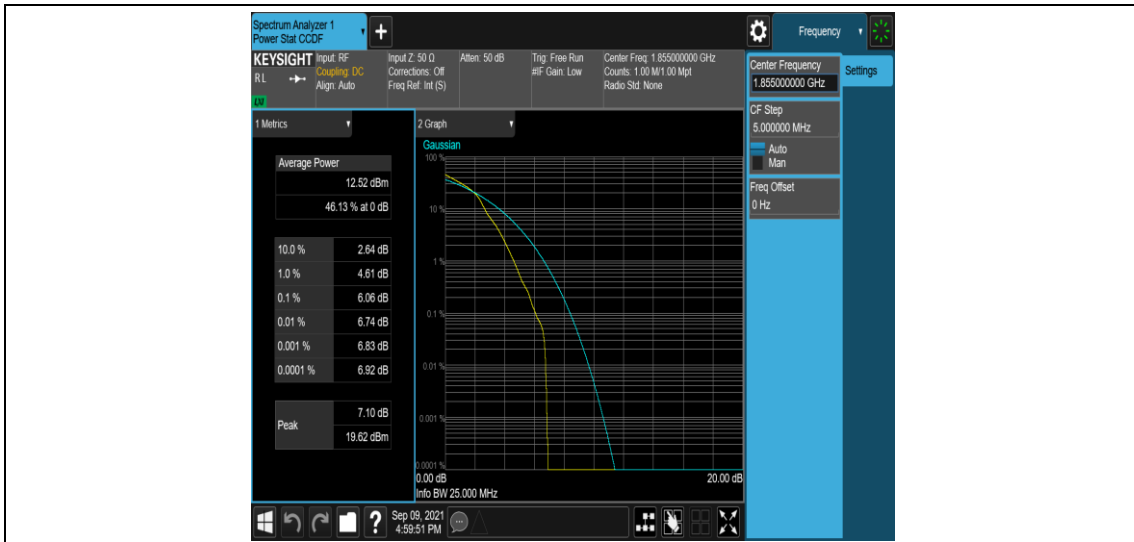 Spectrum Analyzer 1
Power Stat CCDF
+
Frequency
KEYSIGHT
RL
LXI
Input: RF
Coupling: DC
Align: Auto
Input Z: 50 Ω
Corrections: Off
Freq Ref: Int (S)
Atten: 50 dB
Trig: Free Run
#IF Gain: Low
Center Freq: 1.855000000 GHz
Counts: 1.00 M/1.00 Mpt
Radio Std: None
Center Frequency
1.855000000 GHz
Settings
CF Step
5.000000 MHz
Auto
Man
Freq Offset
0 Hz
1 Metrics
Average Power
12.52 dBm
46.13 % at 0 dB
10.0 % 2.64 dB
1.0 % 4.61 dB
0.1 % 6.06 dB
0.01 % 6.74 dB
0.001 % 6.83 dB
0.0001 % 6.92 dB
Peak 7.10 dB
19.62 dBm
2 Graph
Gaussian
100 %
10 %
1 %
0.1 %
0.01 %
0.001 %
0.0001 %
0.00 dB 20.00 dB
Info BW 25.000 MHz
?
Sep 09, 2021
4:59:51 PM